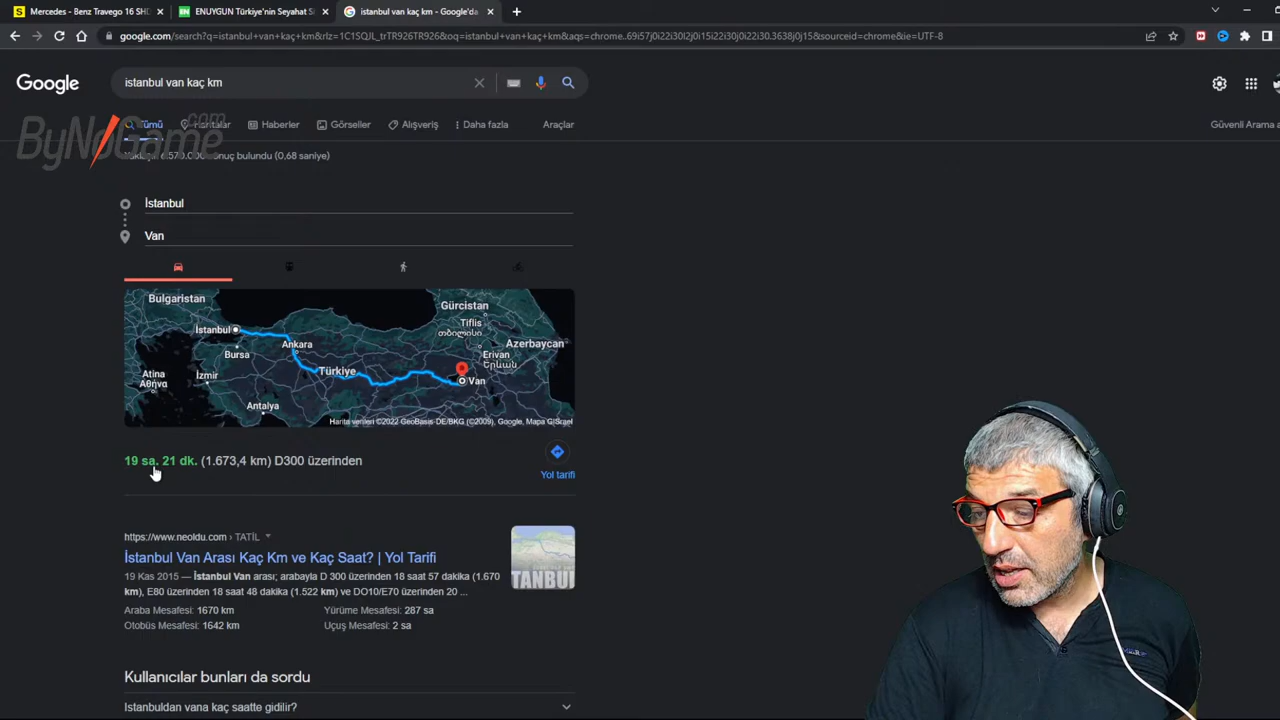 Mercedes - Benz Travego 16 SHD
ENUYGUN Türkiye'nin Seyahat S
istanbul van kaç km - Google'da
google.com/search?q=istanbul+van+kaç+km&rlz=1C1SQJL_trTR926TR926&oq=istanbul+van+kaç+km&aqs=chrome..69i57j0i22i30l2j0i15i22i30j0i22i30.3638j0j15&sourceid=chrome&ie=UTF-8
Google
istanbul van kaç km
ByNoGame.com
Tümü
Haritalar
Haberler
Görseller
Alışveriş
Daha fazla
Araçlar
Güvenli Arama
Yaklaşık 6.570.000 sonuç bulundu (0,68 saniye)
İstanbul
Van
Bulgaristan
Gürcistan
Tiflis
თბილისი
İstanbul
Ankara
Azerbaycan
Bursa
Erivan
Երևան
Atina
Αθήνα
İzmir
Türkiye
Van
Antalya
Harita verileri ©2022 GeoBasis-DE/BKG (©2009), Google, Mapa GISrael
19 sa. 21 dk. (1.673,4 km) D300 üzerinden
Yol tarifi
https://www.neoldu.com › TATİL
İstanbul Van Arası Kaç Km ve Kaç Saat? | Yol Tarifi
19 Kas 2015 — İstanbul Van arası; arabayla D 300 üzerinden 18 saat 57 dakika (1.670
km), E80 üzerinden 18 saat 48 dakika (1.522 km) ve DO10/E70 üzerinden 20 ...
Araba Mesafesi: 1670 km
Yürüme Mesafesi: 287 sa
Otobüs Mesafesi: 1642 km
Uçuş Mesafesi: 2 sa
TANBUL
Kullanıcılar bunları da sordu
Istanbuldan vana kaç saatte gidilir?